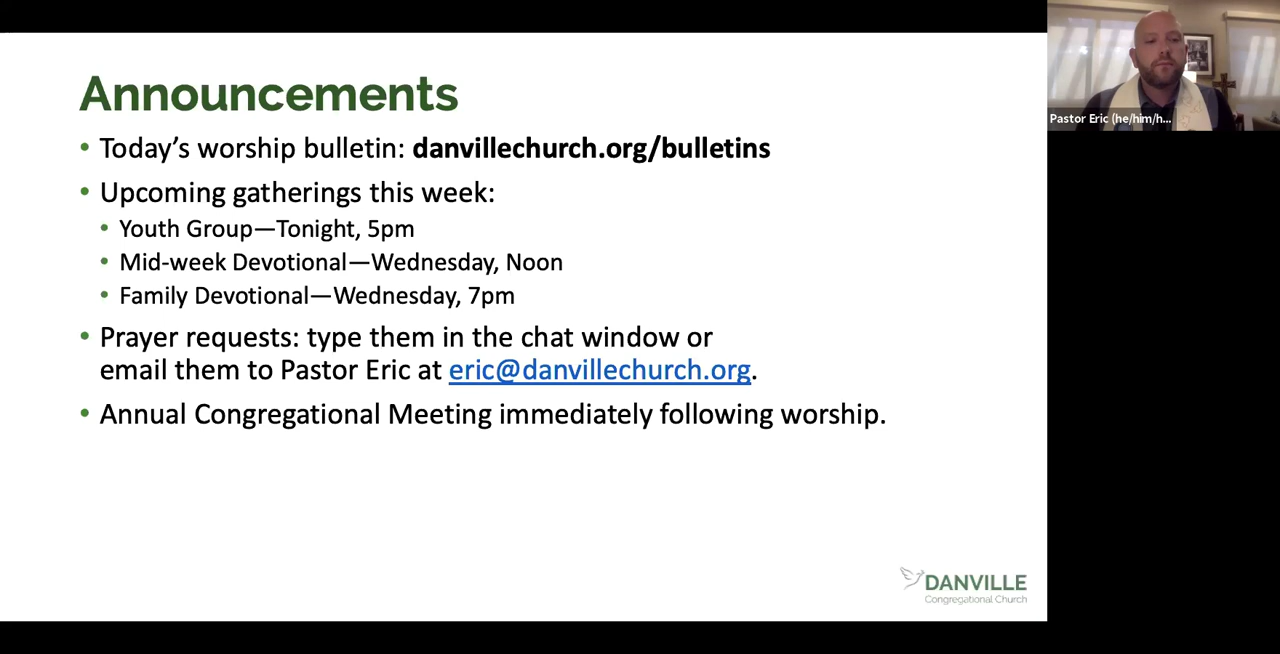 Announcements
• Today’s worship bulletin: danvillechurch.org/bulletins
• Upcoming gatherings this week:
• Youth Group—Tonight, 5pm
• Mid-week Devotional—Wednesday, Noon
• Family Devotional—Wednesday, 7pm
• Prayer requests: type them in the chat window or
email them to Pastor Eric at eric@danvillechurch.org.
• Annual Congregational Meeting immediately following worship.
DANVILLE
Congregational Church
Pastor Eric (he/him/h...